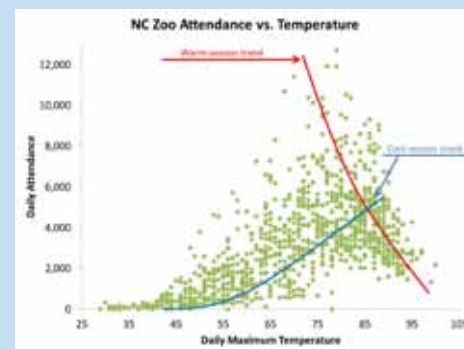 NC Zoo Attendance vs. Temperature
Warm season trend
Cool season trend
Daily Attendance
12,000
10,000
8,000
6,000
4,000
2,000
0
25 35 45 55 65 75 85 95 105
Daily Maximum Temperature